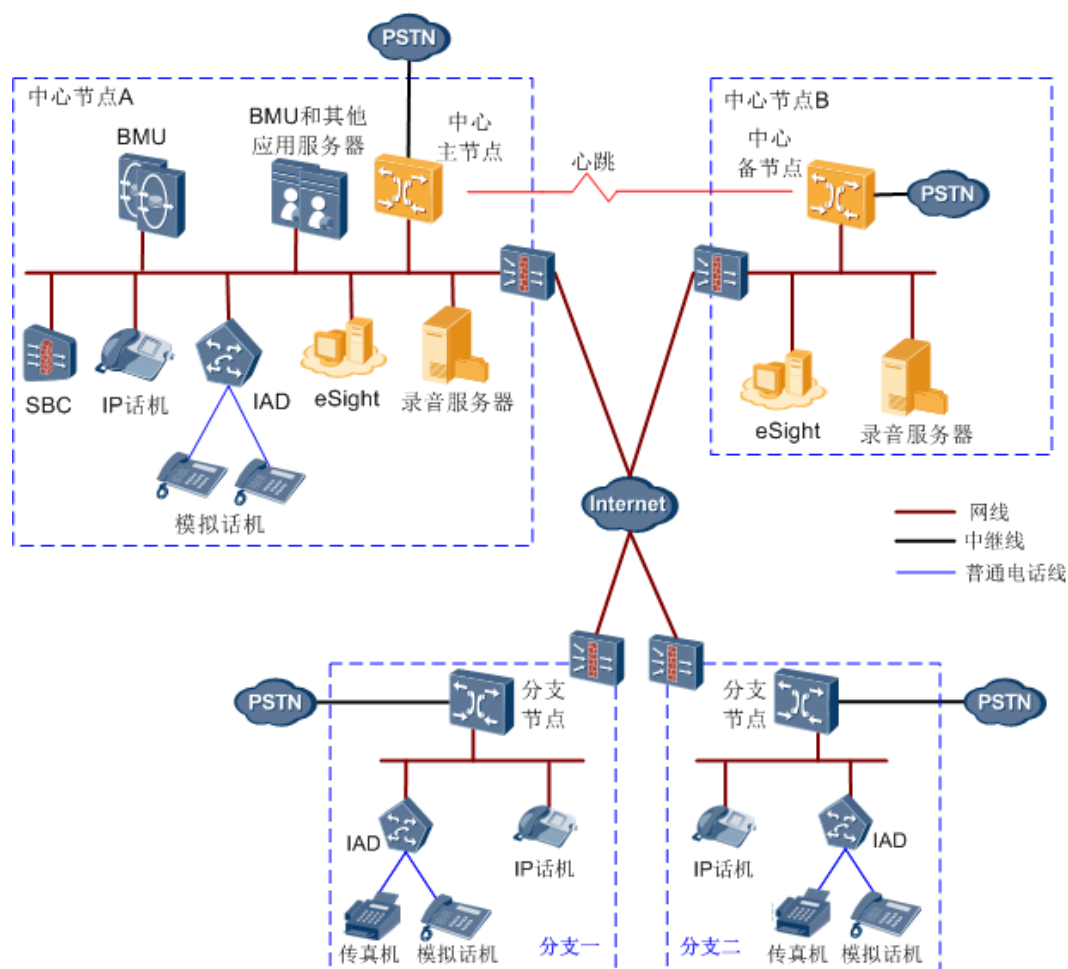 PSTN
中心节点A
BMU
BMU和其他
应用服务器
中心
主节点
心跳
中心节点B
中心
备节点
PSTN
SBC
IP话机
IAD
eSight
录音服务器
模拟话机
eSight
录音服务器
Internet
网线
中继线
普通电话线
PSTN
分支
节点
IAD
IP话机
传真机
模拟话机
分支一
分支
节点
PSTN
IP话机
IAD
分支二
传真机
模拟话机